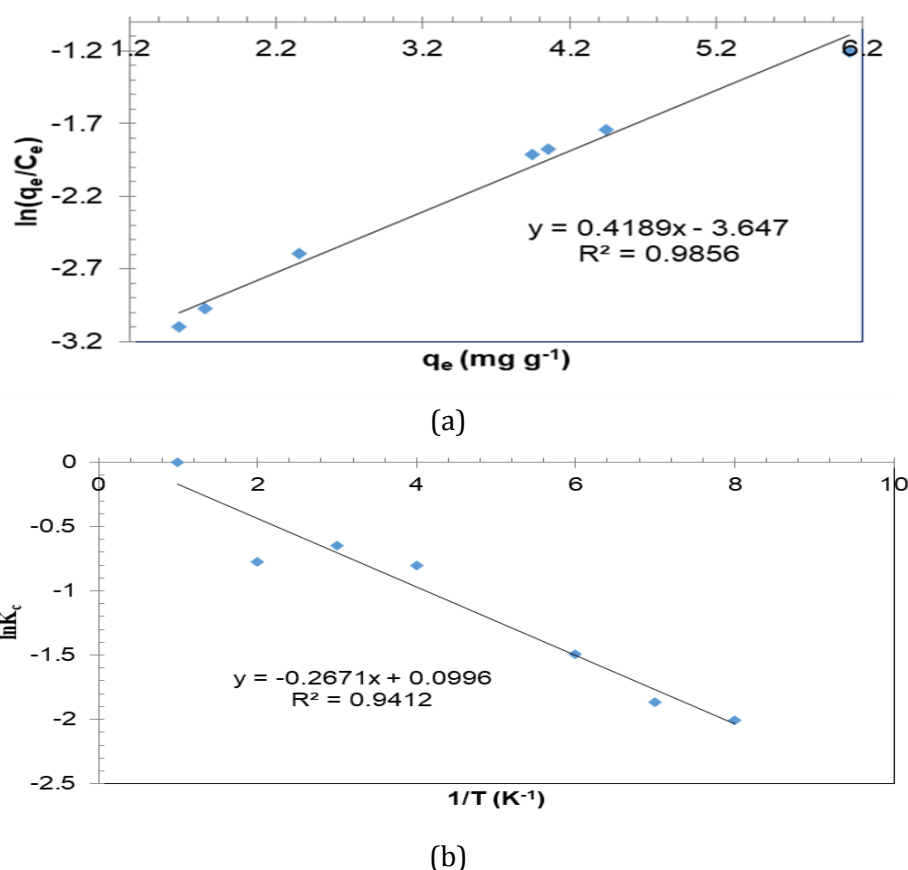 -1.2
1.2 2.2 3.2 4.2 5.2 6.2
-1.7
-2.2
-2.7
-3.2
ln(qₑ/Cₑ)
y = 0.4189x - 3.647
R² = 0.9856
qₑ (mg g⁻¹)
(a)
0
0 2 4 6 8 10
-0.5
-1
-1.5
-2
-2.5
lnK꜀
y = -0.2671x + 0.0996
R² = 0.9412
1/T (K⁻¹)
(b)